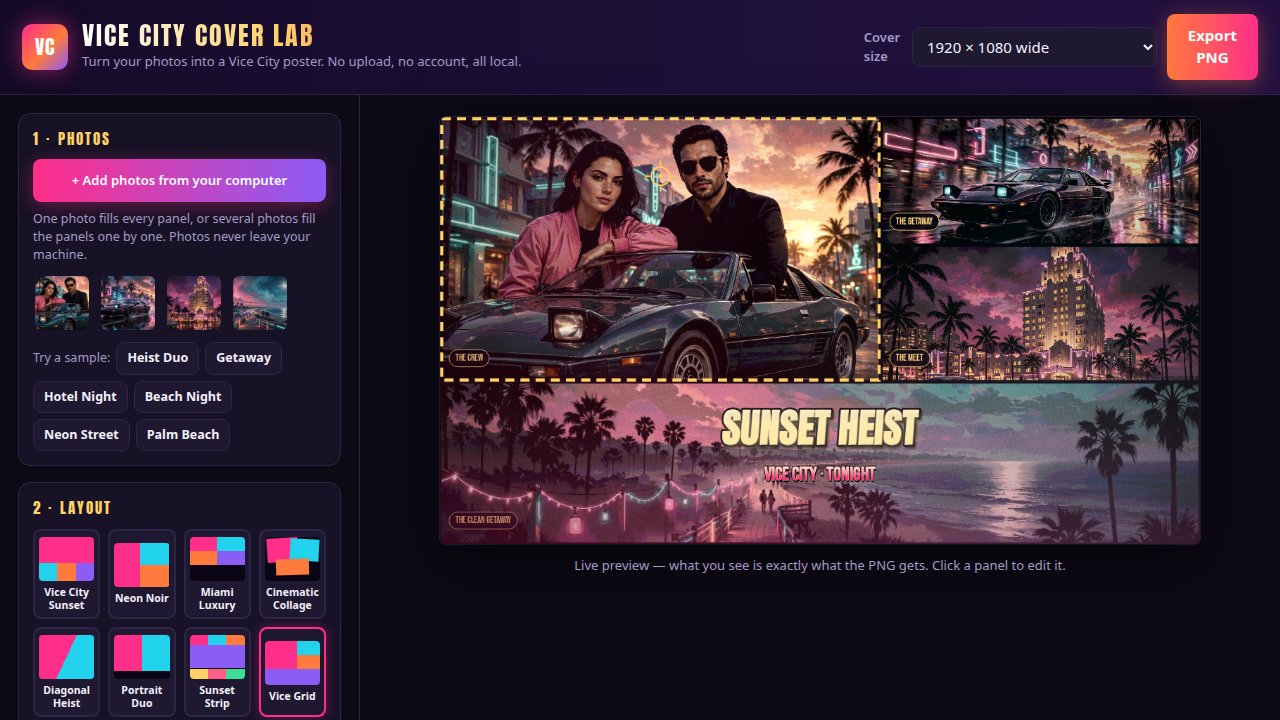 VC
VICE CITY COVER LAB
Turn your photos into a Vice City poster. No upload, no account, all local.
Cover
size
1920 × 1080 wide
Export
PNG
1 · PHOTOS
+ Add photos from your computer
One photo fills every panel, or several photos fill
the panels one by one. Photos never leave your
machine.
Try a sample:
Heist Duo
Getaway
Hotel Night
Beach Night
Neon Street
Palm Beach
2 · LAYOUT
Vice City
Sunset
Neon Noir
Miami
Luxury
Cinematic
Collage
Diagonal
Heist
Portrait
Duo
Sunset
Strip
Vice Grid
THE CREW
THE GETAWAY
THE MEET
SUNSET HEIST
VICE CITY · TONIGHT
THE CLEAN GETAWAY
Live preview — what you see is exactly what the PNG gets. Click a panel to edit it.